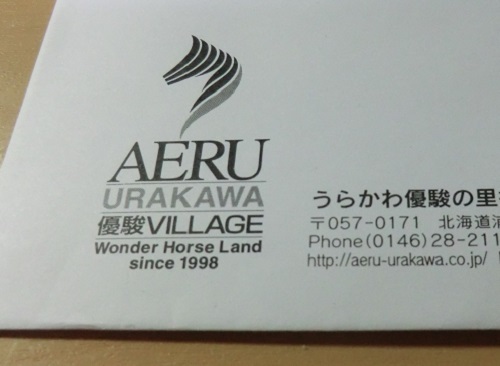 AERU
URAKAWA
優駿VILLAGE
Wonder Horse Land
since 1998
うらかわ優駿の里
〒057-0171 北海道
Phone(0146)28-211
http://aeru-urakawa.co.jp/